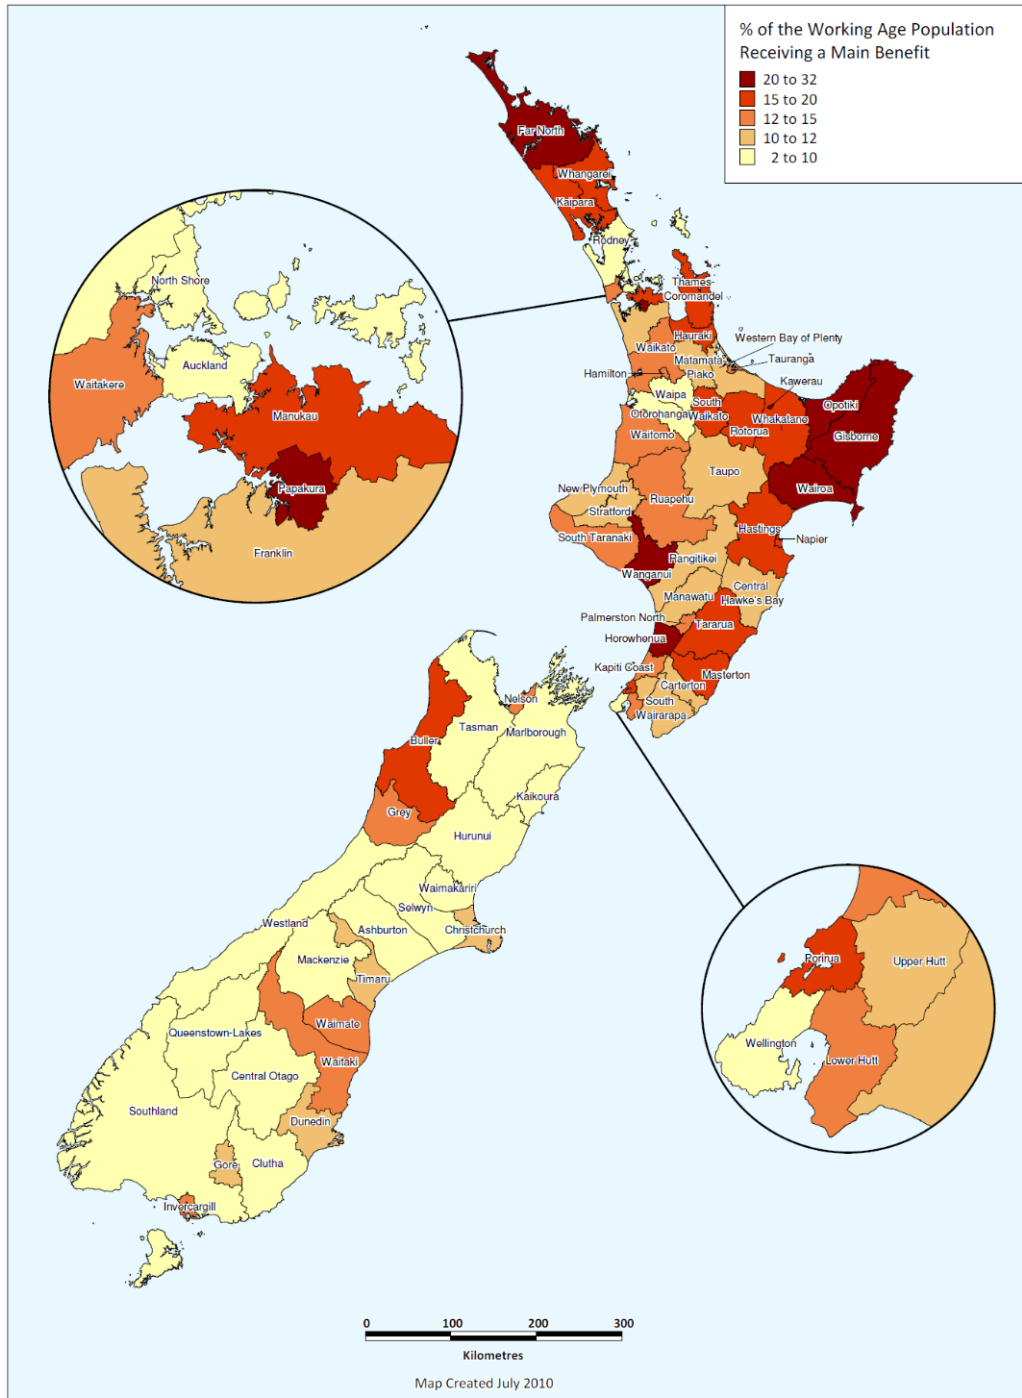 % of the Working Age Population
Receiving a Main Benefit
20 to 32
15 to 20
12 to 15
10 to 12
2 to 10
Far North
Whangarei
Kaipara
Rodney
Thames-
Coromandel
Hauraki
Western Bay of Plenty
Waikato
Matamata
Piako
Tauranga
Hamilton
Kawerau
Waipa
South
Waikato
Otorohanga
Opotiki
Whakatane
Rotorua
Waitomo
Gisborne
Taupo
Wairoa
New Plymouth
Ruapehu
Stratford
Hastings
South Taranaki
Napier
Rangitikei
Wanganui
Central
Hawke's Bay
Manawatu
Palmerston North
Tararua
Horowhenua
Kapiti Coast
Masterton
Carterton
South
Wairarapa
North Shore
Auckland
Waitakere
Manukau
Papakura
Franklin
Nelson
Tasman
Marlborough
Buller
Kaikoura
Grey
Hurunui
Waimakariri
Selwyn
Westland
Ashburton
Christchurch
Mackenzie
Timaru
Waimate
Queenstown-Lakes
Waitaki
Central Otago
Southland
Dunedin
Gore
Clutha
Invercargill
Porirua
Upper Hutt
Wellington
Lower Hutt
0 100 200 300
Kilometres
Map Created July 2010